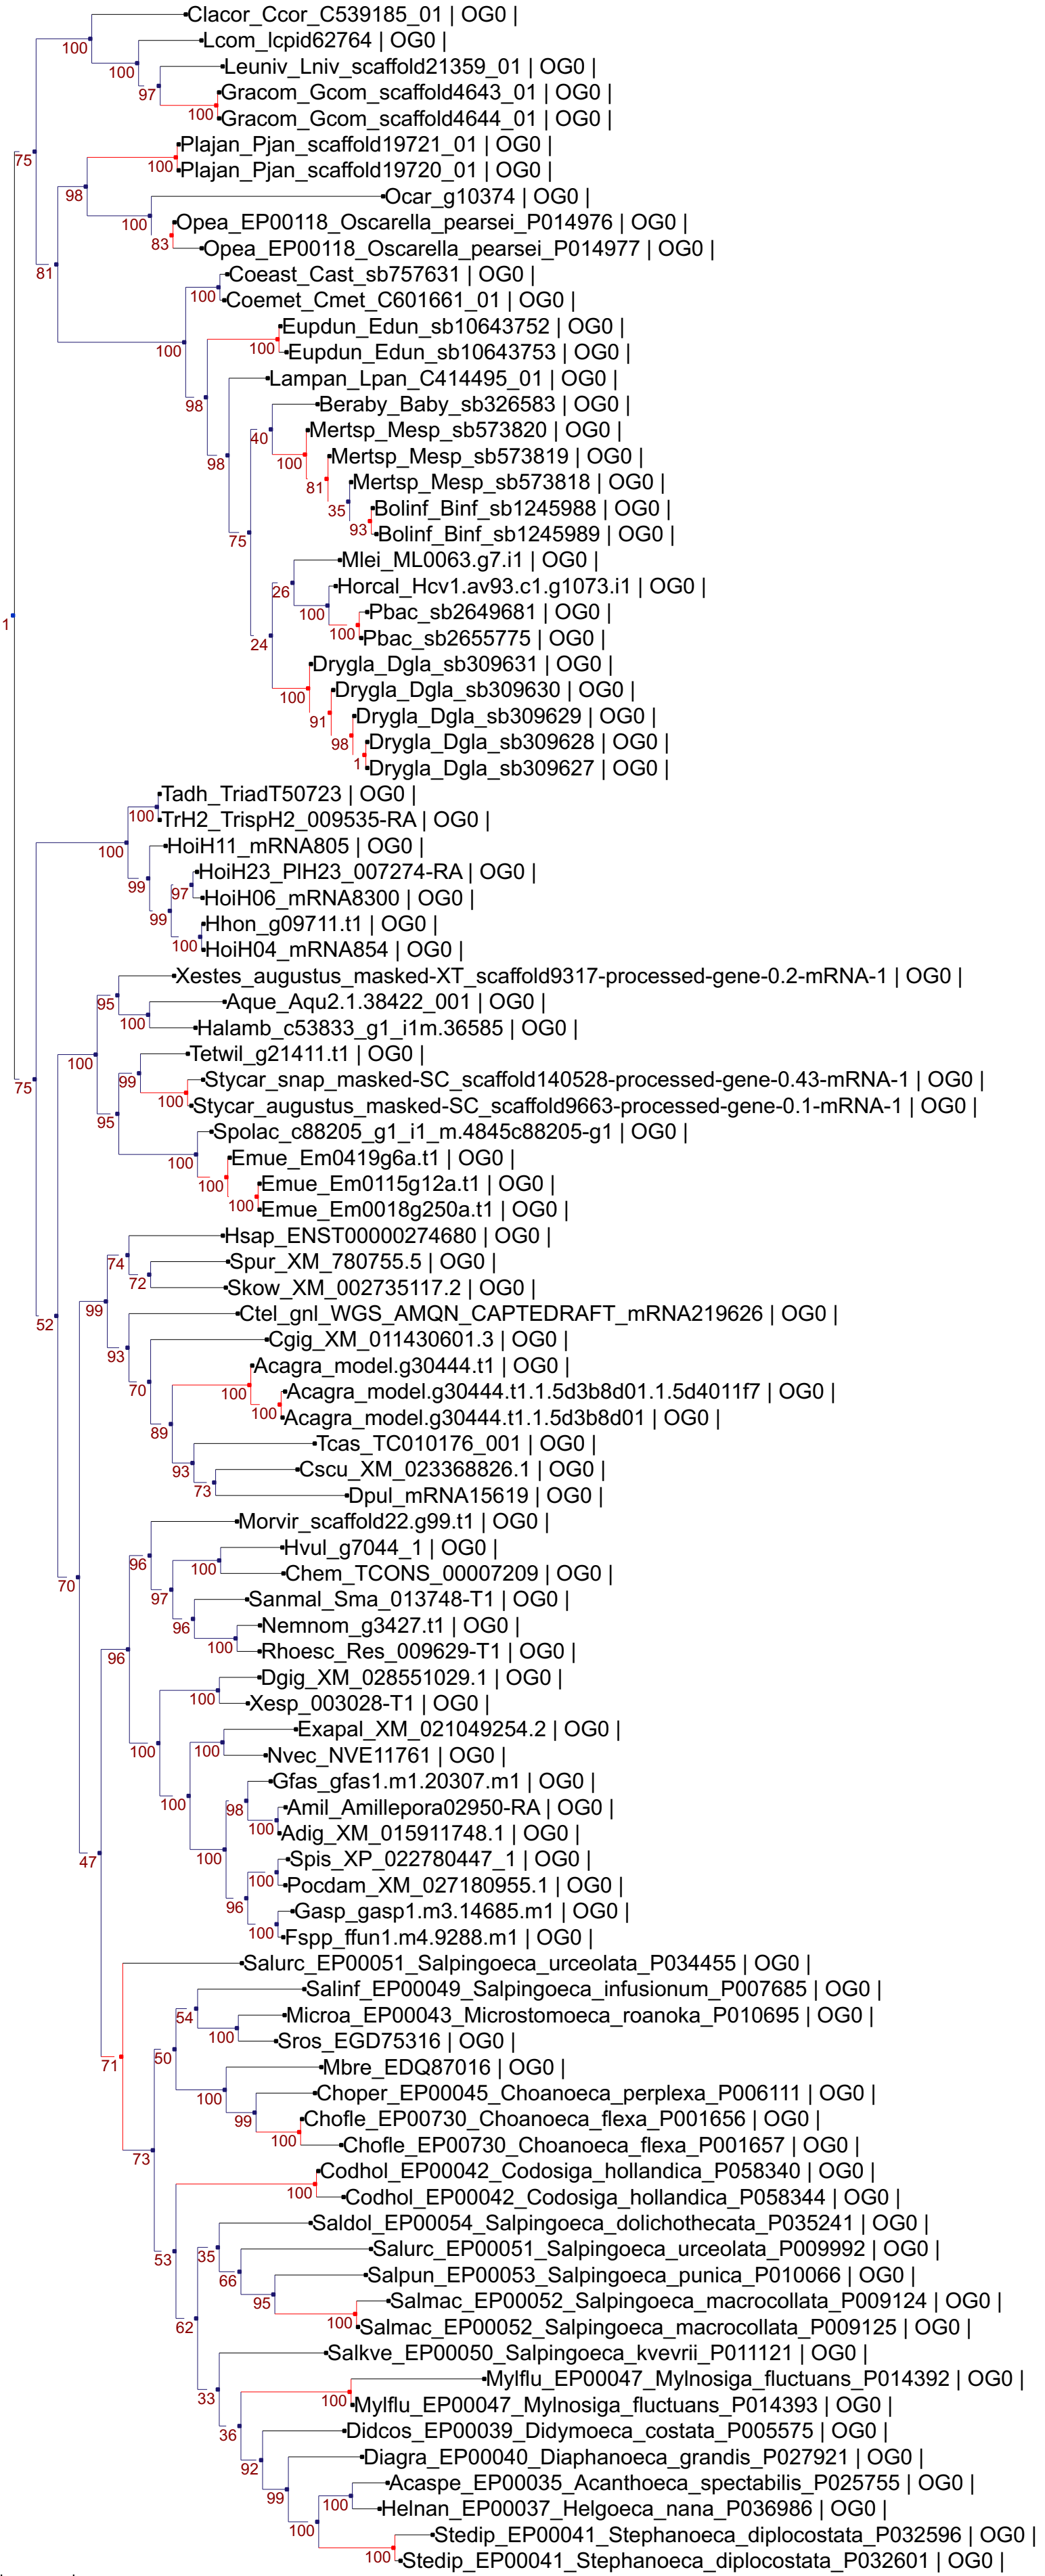 Clacor_Ccor_C539185_01 | OG0 |
100
Lcom_lcpid62764 | OG0 |
100
Leuniv_Lniv_scaffold21359_01 | OG0 |
97
Gracom_Gcom_scaffold4643_01 | OG0 |
100
Gracom_Gcom_scaffold4644_01 | OG0 |
Plajan_Pjan_scaffold19721_01 | OG0 |
75
100
Plajan_Pjan_scaffold19720_01 | OG0 |
98
Ocar_g10374 | OG0 |
100
Opea_EP00118_Oscarella_pearsei_P014976 | OG0 |
83
Opea_EP00118_Oscarella_pearsei_P014977 | OG0 |
81
Coeast_Cast_sb757631 | OG0 |
100
Coemet_Cmet_C601661_01 | OG0 |
Eupdun_Edun_sb10643752 | OG0 |
100
100
Eupdun_Edun_sb10643753 | OG0 |
Lampan_Lpan_C414495_01 | OG0 |
98
Beraby_Baby_sb326583 | OG0 |
Mertsp_Mesp_sb573820 | OG0 |
40
98
100
Mertsp_Mesp_sb573819 | OG0 |
81
Mertsp_Mesp_sb573818 | OG0 |
35
Bolinf_Binf_sb1245988 | OG0 |
75
93
Bolinf_Binf_sb1245989 | OG0 |
Mlei_ML0063.g7.i1 | OG0 |
26
Horcal_Hcv1.av93.c1.g1073.i1 | OG0 |
1
100
Pbac_sb2649681 | OG0 |
100
Pbac_sb2655775 | OG0 |
24
Drygla_Dgla_sb309631 | OG0 |
100
Drygla_Dgla_sb309630 | OG0 |
91
Drygla_Dgla_sb309629 | OG0 |
98
Drygla_Dgla_sb309628 | OG0 |
1
Drygla_Dgla_sb309627 | OG0 |
Tadh_TriadT50723 | OG0 |
100
TrH2_TrispH2_009535-RA | OG0 |
100
HoiH11_mRNA805 | OG0 |
HoiH23_PlH23_007274-RA | OG0 |
99
97
HoiH06_mRNA8300 | OG0 |
99
Hhon_g09711.t1 | OG0 |
100
HoiH04_mRNA854 | OG0 |
Xestes_augustus_masked-XT_scaffold9317-processed-gene-0.2-mRNA-1 | OG0 |
95
Aque_Aqu2.1.38422_001 | OG0 |
100
Halamb_c53833_g1_i1m.36585 | OG0 |
100
Tetwil_g21411.t1 | OG0 |
75
99
Stycar_snap_masked-SC_scaffold140528-processed-gene-0.43-mRNA-1 | OG0 |
100
Stycar_augustus_masked-SC_scaffold9663-processed-gene-0.1-mRNA-1 | OG0 |
95
Spolac_c88205_g1_i1_m.4845c88205-g1 | OG0 |
100
Emue_Em0419g6a.t1 | OG0 |
100
Emue_Em0115g12a.t1 | OG0 |
100
Emue_Em0018g250a.t1 | OG0 |
Hsap_ENST00000274680 | OG0 |
74
Spur_XM_780755.5 | OG0 |
72
Skow_XM_002735117.2 | OG0 |
99
Ctel_gnl_WGS_AMQN_CAPTEDRAFT_mRNA219626 | OG0 |
52
Cgig_XM_011430601.3 | OG0 |
93
Acagra_model.g30444.t1 | OG0 |
70
100
Acagra_model.g30444.t1.1.5d3b8d01.1.5d4011f7 | OG0 |
100
Acagra_model.g30444.t1.1.5d3b8d01 | OG0 |
89
Tcas_TC010176_001 | OG0 |
93
Cscu_XM_023368826.1 | OG0 |
73
Dpul_mRNA15619 | OG0 |
Morvir_scaffold22.g99.t1 | OG0 |
Hvul_g7044_1 | OG0 |
96
100
Chem_TCONS_00007209 | OG0 |
70
97
Sanmal_Sma_013748-T1 | OG0 |
96
Nemnom_g3427.t1 | OG0 |
100
Rhoesc_Res_009629-T1 | OG0 |
96
Dgig_XM_028551029.1 | OG0 |
100
Xesp_003028-T1 | OG0 |
Exapal_XM_021049254.2 | OG0 |
100
100
Nvec_NVE11761 | OG0 |
Gfas_gfas1.m1.20307.m1 | OG0 |
100
98
Amil_Amillepora02950-RA | OG0 |
100
Adig_XM_015911748.1 | OG0 |
100
Spis_XP_022780447_1 | OG0 |
47
100
Pocdam_XM_027180955.1 | OG0 |
96
Gasp_gasp1.m3.14685.m1 | OG0 |
100
Fspp_ffun1.m4.9288.m1 | OG0 |
Salurc_EP00051_Salpingoeca_urceolata_P034455 | OG0 |
Salinf_EP00049_Salpingoeca_infusionum_P007685 | OG0 |
54
Microa_EP00043_Microstomoeca_roanoka_P010695 | OG0 |
100
Sros_EGD75316 | OG0 |
71
50
Mbre_EDQ87016 | OG0 |
100
Choper_EP00045_Choanoeca_perplexa_P006111 | OG0 |
99
Chofle_EP00730_Choanoeca_flexa_P001656 | OG0 |
100
Chofle_EP00730_Choanoeca_flexa_P001657 | OG0 |
73
Codhol_EP00042_Codosiga_hollandica_P058340 | OG0 |
100
Codhol_EP00042_Codosiga_hollandica_P058344 | OG0 |
Saldol_EP00054_Salpingoeca_dolichothecata_P035241 | OG0 |
53
35
Salurc_EP00051_Salpingoeca_urceolata_P009992 | OG0 |
66
Salpun_EP00053_Salpingoeca_punica_P010066 | OG0 |
95
Salmac_EP00052_Salpingoeca_macrocollata_P009124 | OG0 |
62
100
Salmac_EP00052_Salpingoeca_macrocollata_P009125 | OG0 |
Salkve_EP00050_Salpingoeca_kvevrii_P011121 | OG0 |
Mylflu_EP00047_Mylnosiga_fluctuans_P014392 | OG0 |
33
100
Mylflu_EP00047_Mylnosiga_fluctuans_P014393 | OG0 |
36
Didcos_EP00039_Didymoeca_costata_P005575 | OG0 |
92
Diagra_EP00040_Diaphanoeca_grandis_P027921 | OG0 |
99
Acaspe_EP00035_Acanthoeca_spectabilis_P025755 | OG0 |
100
Helnan_EP00037_Helgoeca_nana_P036986 | OG0 |
100
Stedip_EP00041_Stephanoeca_diplocostata_P032596 | OG0 |
100
Stedip_EP00041_Stephanoeca_diplocostata_P032601 | OG0 |